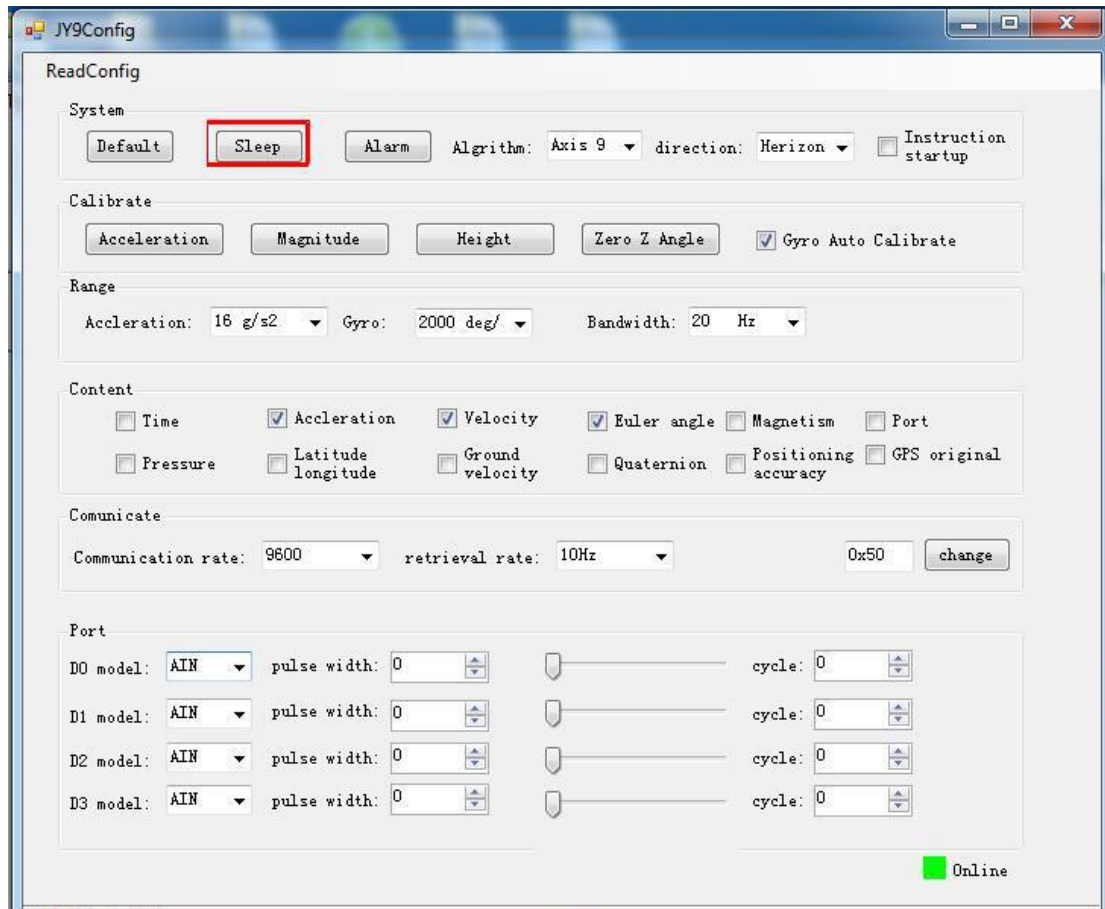 JY9Config
ReadConfig
System
Default Sleep Alarm Algrithm: Axis 9 direction: Herizon Instruction startup
Calibrate
Acceleration Magnitude Height Zero Z Angle Gyro Auto Calibrate
Range
Accleration: 16 g/s2 Gyro: 2000 deg/ Bandwidth: 20 Hz
Content
Time Accleration Velocity Euler angle Magnetism Port
Pressure Latitude longitude Ground velocity Quaternion Positioning accuracy GPS original
Comunicate
Communication rate: 9600 retrieval rate: 10Hz 0x50 change
Port
D0 model: AIN pulse width: 0 cycle: 0
D1 model: AIN pulse width: 0 cycle: 0
D2 model: AIN pulse width: 0 cycle: 0
D3 model: AIN pulse width: 0 cycle: 0
Online